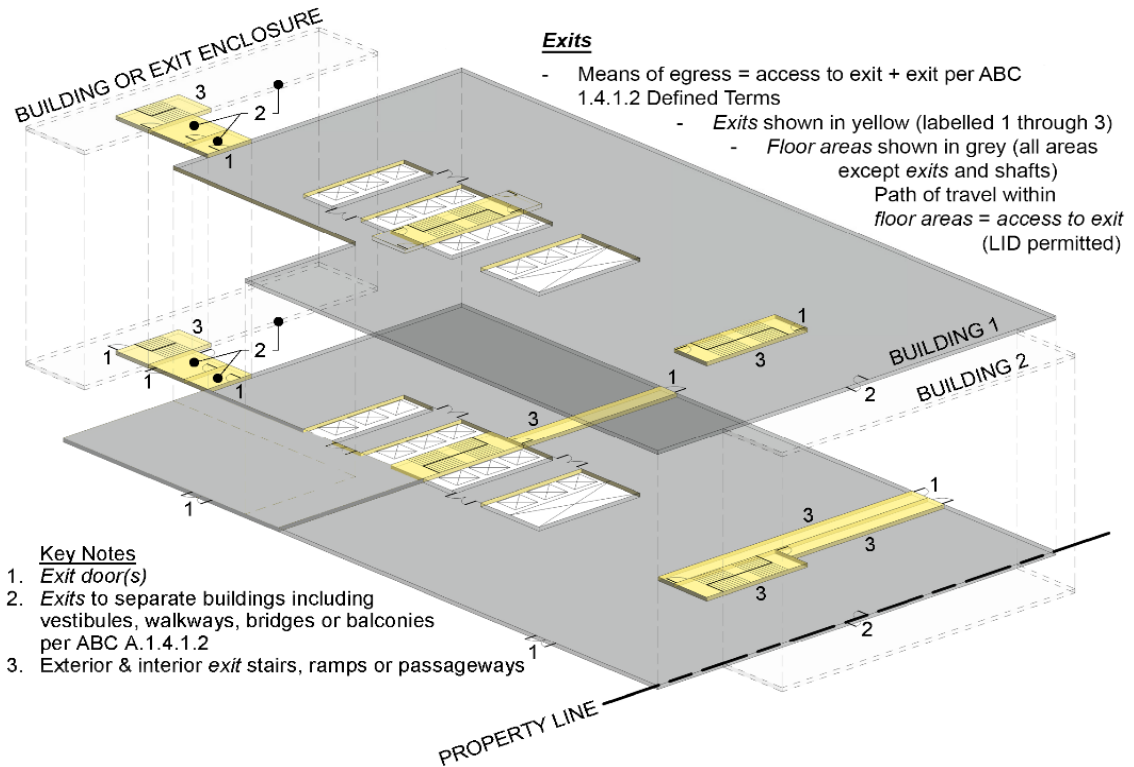 BUILDING OR EXIT ENCLOSURE
Exits
- Means of egress = access to exit + exit per ABC
1.4.1.2 Defined Terms
- Exits shown in yellow (labelled 1 through 3)
- Floor areas shown in grey (all areas
except exits and shafts)
Path of travel within
floor areas = access to exit
(LID permitted)
3
2
1
1
3
BUILDING 1
BUILDING 2
2
3
1
2
1
1
1
3
1
3
1
3
3
2
1
1
Key Notes
1. Exit door(s)
2. Exits to separate buildings including
vestibules, walkways, bridges or balconies
per ABC A.1.4.1.2
3. Exterior & interior exit stairs, ramps or passageways
PROPERTY LINE